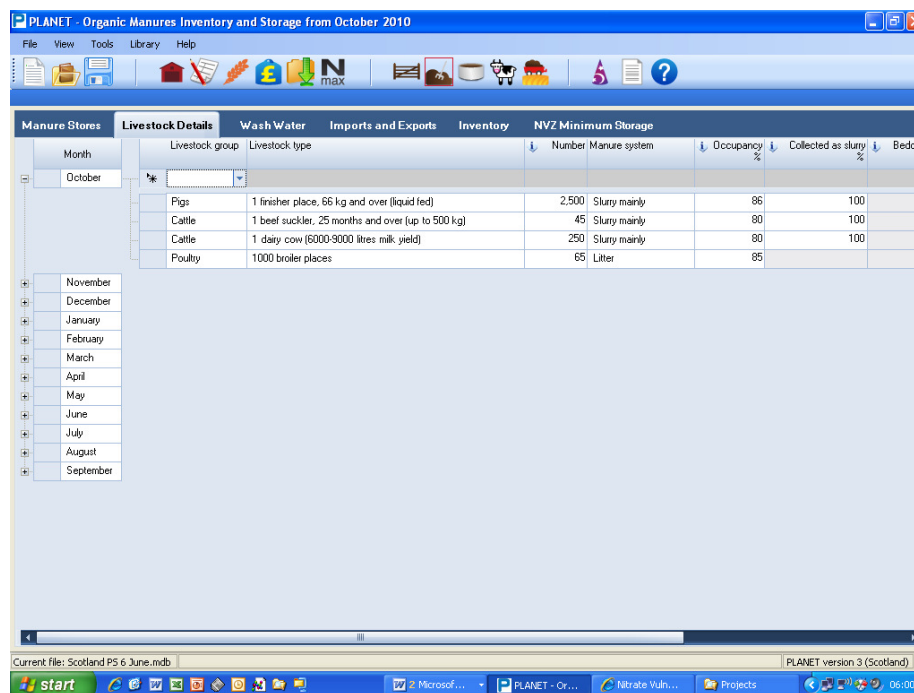 PLANET - Organic Manures Inventory and Storage from October 2010
File View Tools Library Help
N max
Manure Stores Livestock Details Wash Water Imports and Exports Inventory NVZ Minimum Storage
Month Livestock group Livestock type Number Manure system Occupancy % Collected as slurry %
October
Pigs 1 finisher place, 66 kg and over (liquid fed) 2,500 Slurry mainly 86 100
Cattle 1 beef suckler, 25 months and over (up to 500 kg) 45 Slurry mainly 80 100
Cattle 1 dairy cow (6000-9000 litres milk yield) 250 Slurry mainly 80 100
Poultry 1000 broiler places 65 Litter 85
November
December
January
February
March
April
May
June
July
August
September
Current file: Scotland PS 6 June.mdb PLANET version 3 (Scotland)
start 2 Microsof... PLANET - Or... Nitrate Vuln... Projects 06:00